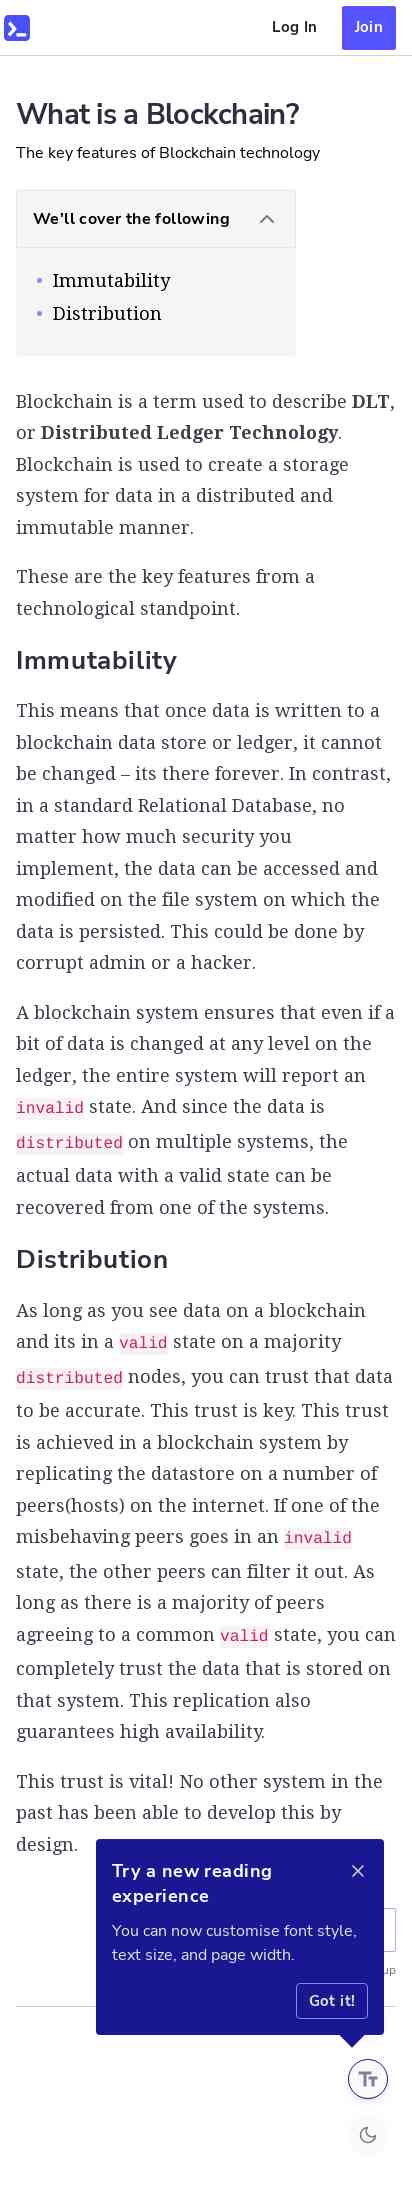 Log In
Join
What is a Blockchain?
The key features of Blockchain technology
We'll cover the following
• Immutability
• Distribution
Blockchain is a term used to describe DLT,
or Distributed Ledger Technology.
Blockchain is used to create a storage
system for data in a distributed and
immutable manner.
These are the key features from a
technological standpoint.
Immutability
This means that once data is written to a
blockchain data store or ledger, it cannot
be changed – its there forever. In contrast,
in a standard Relational Database, no
matter how much security you
implement, the data can be accessed and
modified on the file system on which the
data is persisted. This could be done by
corrupt admin or a hacker.
A blockchain system ensures that even if a
bit of data is changed at any level on the
ledger, the entire system will report an
invalid state. And since the data is
distributed on multiple systems, the
actual data with a valid state can be
recovered from one of the systems.
Distribution
As long as you see data on a blockchain
and its in a valid state on a majority
distributed nodes, you can trust that data
to be accurate. This trust is key. This trust
is achieved in a blockchain system by
replicating the datastore on a number of
peers(hosts) on the internet. If one of the
misbehaving peers goes in an invalid
state, the other peers can filter it out. As
long as there is a majority of peers
agreeing to a common valid state, you can
completely trust the data that is stored on
that system. This replication also
guarantees high availability.
This trust is vital! No other system in the
past has been able to develop this by
design.
Try a new reading
experience
You can now customise font style,
text size, and page width.
Got it!
Tт